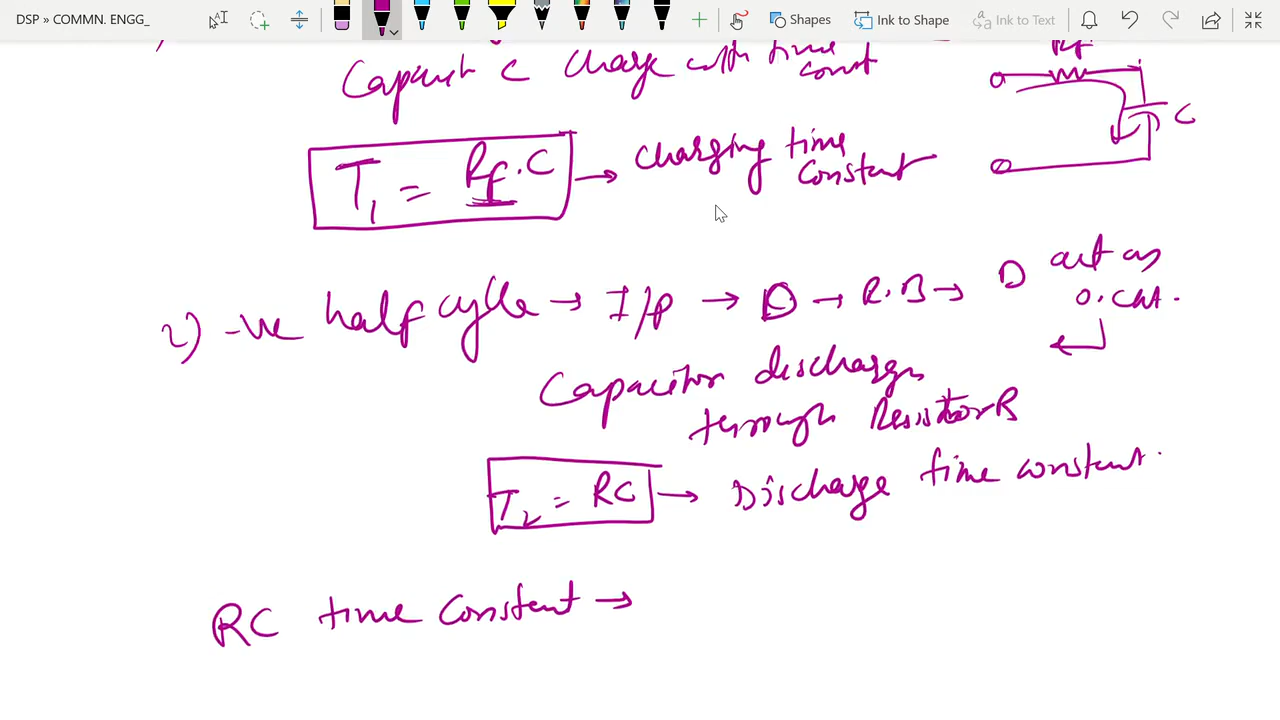 DSP » COMMN. ENGG_
Shapes
Ink to Shape
Ink to Text
Capacit C charge with time const
Rf
C
T1 = Rf.C → charging time constant
2) -ve half cycle → I/P → D → R.B → D act as O.Ckt.
Capacitor discharge
through Resistor R
T2 = RC → Discharge time constant.
RC time constant →